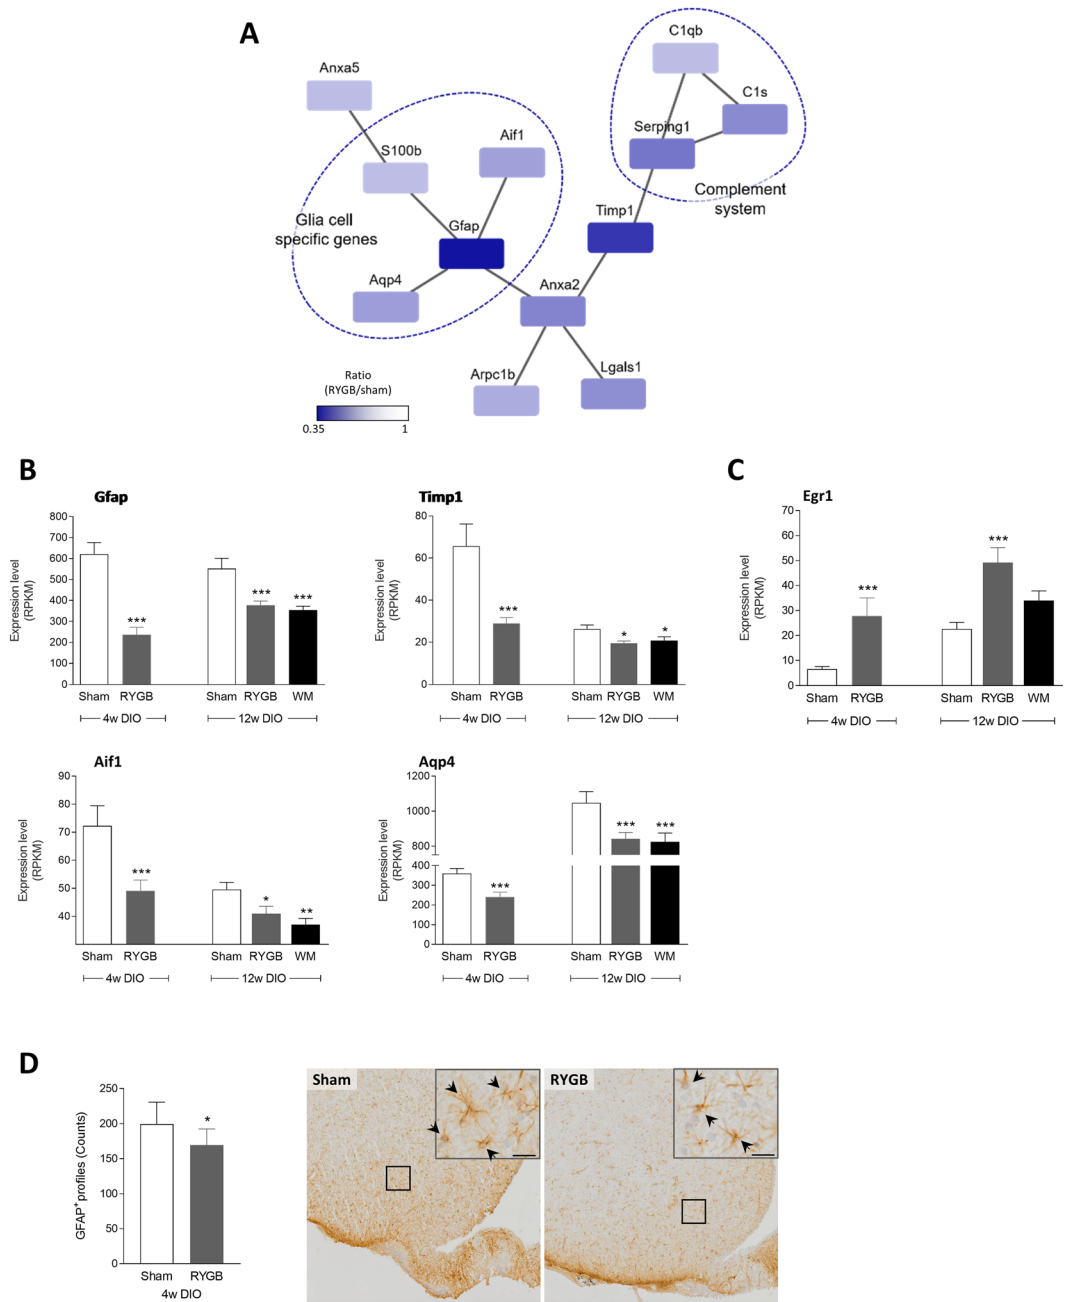 A
C1qb
Anxa5
C1s
Serping1
Aif1
S100b
Complement
system
Timp1
Gfap
Glia cell
specific genes
Aqp4
Anxa2
Arpc1b
Lgals1
Ratio
(RYGB/sham)
0.35 1
B
Gfap
Expression level
(RPKM)
800
700
600
500
400
300
200
100
0
***
***
***
Sham RYGB Sham RYGB WM
4w DIO 12w DIO
Timp1
Expression level
(RPKM)
80
60
40
20
0
***
*
*
Sham RYGB Sham RYGB WM
4w DIO 12w DIO
C
Egr1
Expression level
(RPKM)
70
60
50
40
30
20
10
0
***
***
Sham RYGB Sham RYGB WM
4w DIO 12w DIO
Aif1
Expression level
(RPKM)
90
80
70
60
50
40
***
*
**
Sham RYGB Sham RYGB WM
4w DIO 12w DIO
Aqp4
Expression level
(RPKM)
1200
1000
800
400
300
200
100
0
***
***
***
Sham RYGB Sham RYGB WM
4w DIO 12w DIO
D
GFAP+profiles (Counts)
250
200
150
100
50
0
*
Sham RYGB
4w DIO
Sham
RYGB